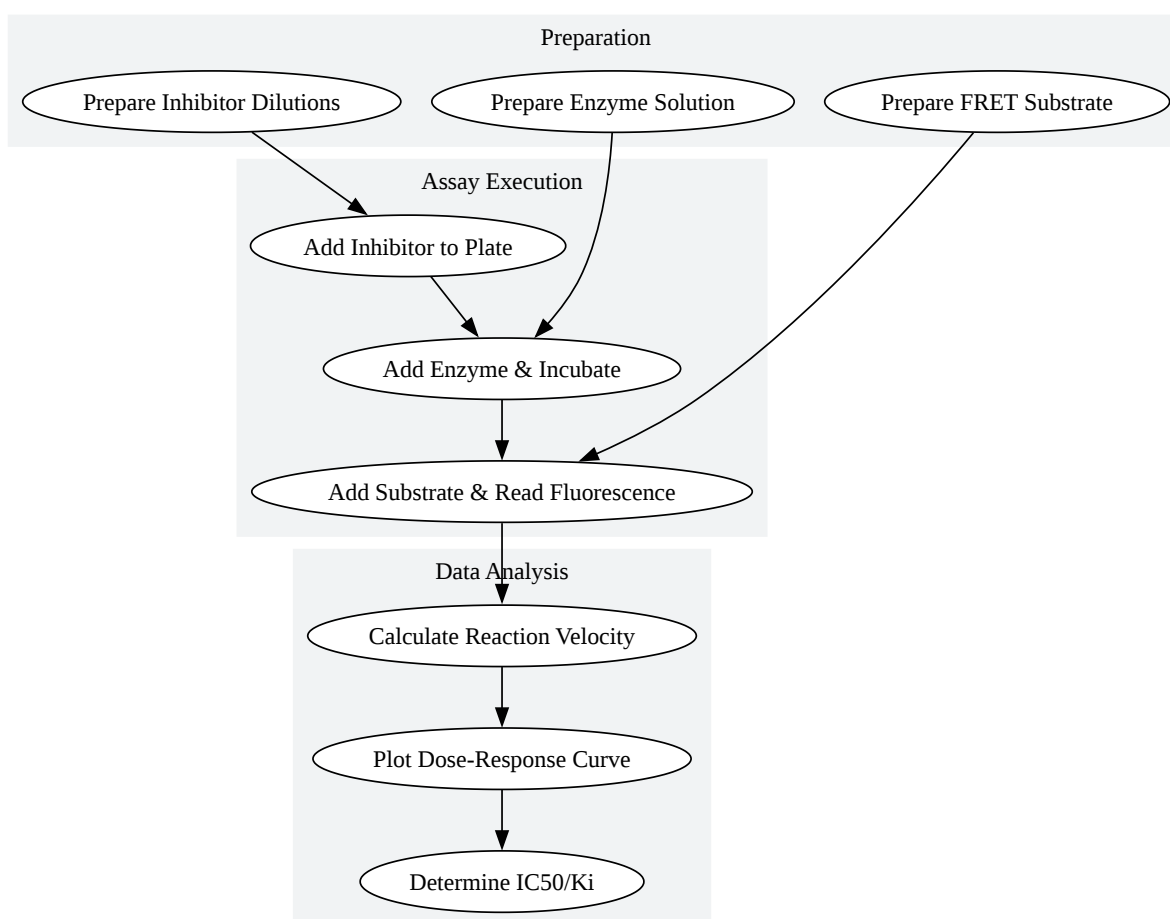 Preparation
Prepare Inhibitor Dilutions
Prepare Enzyme Solution
Prepare FRET Substrate
Assay Execution
Add Inhibitor to Plate
Add Enzyme & Incubate
Add Substrate & Read Fluorescence
Data Analysis
Calculate Reaction Velocity
Plot Dose-Response Curve
Determine IC50/Ki